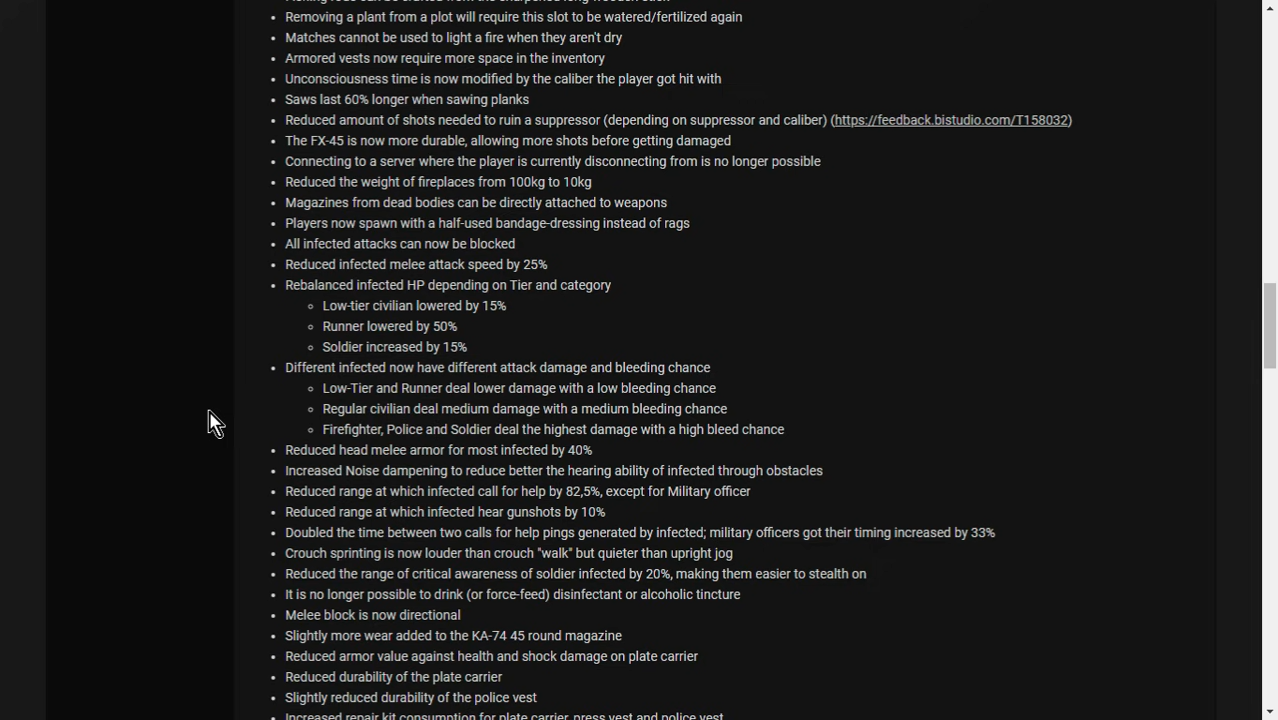 Removing a plant from a plot will require this slot to be watered/fertilized again
Matches cannot be used to light a fire when they aren't dry
Armored vests now require more space in the inventory
Unconsciousness time is now modified by the caliber the player got hit with
Saws last 60% longer when sawing planks
Reduced amount of shots needed to ruin a suppressor (depending on suppressor and caliber) (https://feedback.bistudio.com/T158032)
The FX-45 is now more durable, allowing more shots before getting damaged
Connecting to a server where the player is currently disconnecting from is no longer possible
Reduced the weight of fireplaces from 100kg to 10kg
Magazines from dead bodies can be directly attached to weapons
Players now spawn with a half-used bandage-dressing instead of rags
All infected attacks can now be blocked
Reduced infected melee attack speed by 25%
Rebalanced infected HP depending on Tier and category
Low-tier civilian lowered by 15%
Runner lowered by 50%
Soldier increased by 15%
Different infected now have different attack damage and bleeding chance
Low-Tier and Runner deal lower damage with a low bleeding chance
Regular civilian deal medium damage with a medium bleeding chance
Firefighter, Police and Soldier deal the highest damage with a high bleed chance
Reduced head melee armor for most infected by 40%
Increased Noise dampening to reduce better the hearing ability of infected through obstacles
Reduced range at which infected call for help by 82,5%, except for Military officer
Reduced range at which infected hear gunshots by 10%
Doubled the time between two calls for help pings generated by infected; military officers got their timing increased by 33%
Crouch sprinting is now louder than crouch "walk" but quieter than upright jog
Reduced the range of critical awareness of soldier infected by 20%, making them easier to stealth on
It is no longer possible to drink (or force-feed) disinfectant or alcoholic tincture
Melee block is now directional
Slightly more wear added to the KA-74 45 round magazine
Reduced armor value against health and shock damage on plate carrier
Reduced durability of the plate carrier
Slightly reduced durability of the police vest
Increased repair kit consumption for plate carrier, press vest and police vest